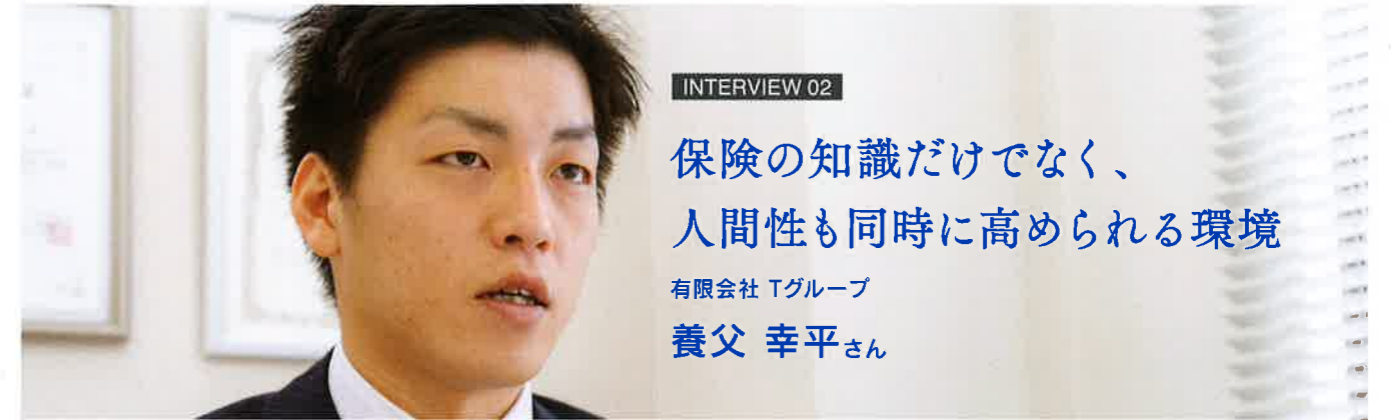 INTERVIEW 02
保険の知識だけでなく、
人間性も同時に高められる環境
有限会社 Tグループ
養父 幸平さん